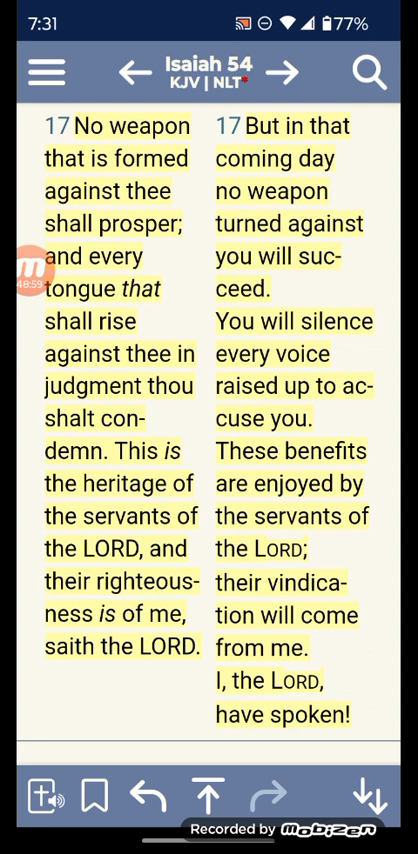 7:31
77%
Isaiah 54
KJV | NLT*
17 No weapon
that is formed
against thee
shall prosper;
and every
tongue that
shall rise
against thee in
judgment thou
shalt con-
demn. This is
the heritage of
the servants of
the LORD, and
their righteous-
ness is of me,
saith the LORD.
17 But in that
coming day
no weapon
turned against
you will suc-
ceed.
You will silence
every voice
raised up to ac-
cuse you.
These benefits
are enjoyed by
the servants of
the LORD;
their vindica-
tion will come
from me.
I, the LORD,
have spoken!
48:59
Recorded by mobizen